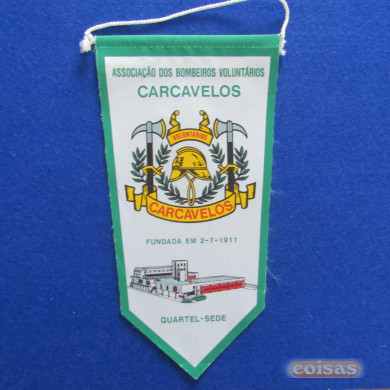 ASSOCIAÇÃO DOS BOMBEIROS VOLUNTÁRIOS
CARCAVELOS
VOLUNTÁRIOS
CARCAVELOS
FUNDADA EM 2-7-1911
QUARTEL-SEDE
coisas